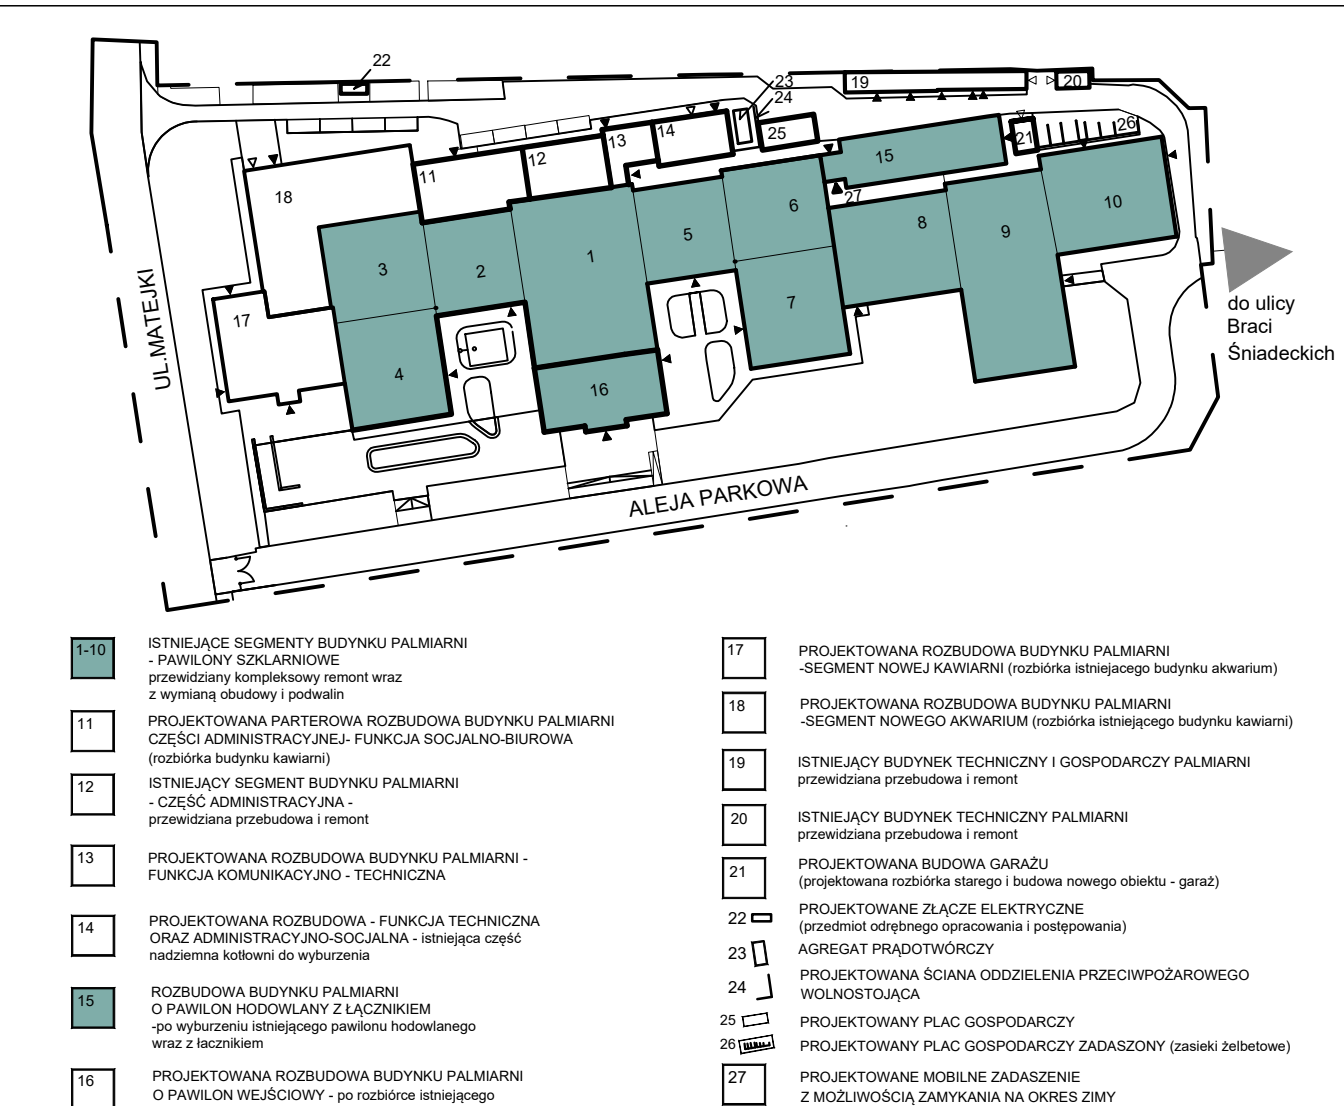 22
23
24
19
20
25
26
21
14
13
12
11
18
15
27
10
6
8
9
5
1
2
3
7
17
4
16
UL.MATEJKI
ALEJA PARKOWA
do ulicy
Braci
Śniadeckich
1-10
ISTNIEJĄCE SEGMENTY BUDYNKU PALMIARNI
- PAWILONY SZKLARNIOWE
przewidziany kompleksowy remont wraz
z wymianą obudowy i podwalin
11
PROJEKTOWANA PARTEROWA ROZBUDOWA BUDYNKU PALMIARNI
CZĘŚCI ADMINISTRACYJNEJ- FUNKCJA SOCJALNO-BIUROWA
(rozbiórka budynku kawiarni)
12
ISTNIEJĄCY SEGMENT BUDYNKU PALMIARNI
- CZĘŚĆ ADMINISTRACYJNA -
przewidziana przebudowa i remont
13
PROJEKTOWANA ROZBUDOWA BUDYNKU PALMIARNI -
FUNKCJA KOMUNIKACYJNO - TECHNICZNA
14
PROJEKTOWANA ROZBUDOWA - FUNKCJA TECHNICZNA
ORAZ ADMINISTRACYJNO-SOCJALNA - istniejąca część
nadziemna kotłowni do wyburzenia
15
ROZBUDOWA BUDYNKU PALMIARNI
O PAWILON HODOWLANY Z ŁĄCZNIKIEM
-po wyburzeniu istniejącego pawilonu hodowlanego
wraz z łacznikiem
16
PROJEKTOWANA ROZBUDOWA BUDYNKU PALMIARNI
O PAWILON WEJŚCIOWY - po rozbiórce istniejącego
17
PROJEKTOWANA ROZBUDOWA BUDYNKU PALMIARNI
-SEGMENT NOWEJ KAWIARNI (rozbiórka istniejacego budynku akwarium)
18
PROJEKTOWANA ROZBUDOWA BUDYNKU PALMIARNI
-SEGMENT NOWEGO AKWARIUM (rozbiórka istniejącego budynku kawiarni)
19
ISTNIEJĄCY BUDYNEK TECHNICZNY I GOSPODARCZY PALMIARNI
przewidziana przebudowa i remont
20
ISTNIEJĄCY BUDYNEK TECHNICZNY PALMIARNI
przewidziana przebudowa i remont
21
PROJEKTOWANA BUDOWA GARAŻU
(projektowana rozbiórka starego i budowa nowego obiektu - garaż)
22
PROJEKTOWANE ZŁĄCZE ELEKTRYCZNE
(przedmiot odrębnego opracowania i postępowania)
23
AGREGAT PRĄDOTWÓRCZY
24
PROJEKTOWANA ŚCIANA ODDZIELENIA PRZECIWPOŻAROWEGO
WOLNOSTOJĄCA
25
PROJEKTOWANY PLAC GOSPODARCZY
26
PROJEKTOWANY PLAC GOSPODARCZY ZADASZONY (zasieki żelbetowe)
27
PROJEKTOWANE MOBILNE ZADASZENIE
Z MOŻLIWOŚCIĄ ZAMYKANIA NA OKRES ZIMY